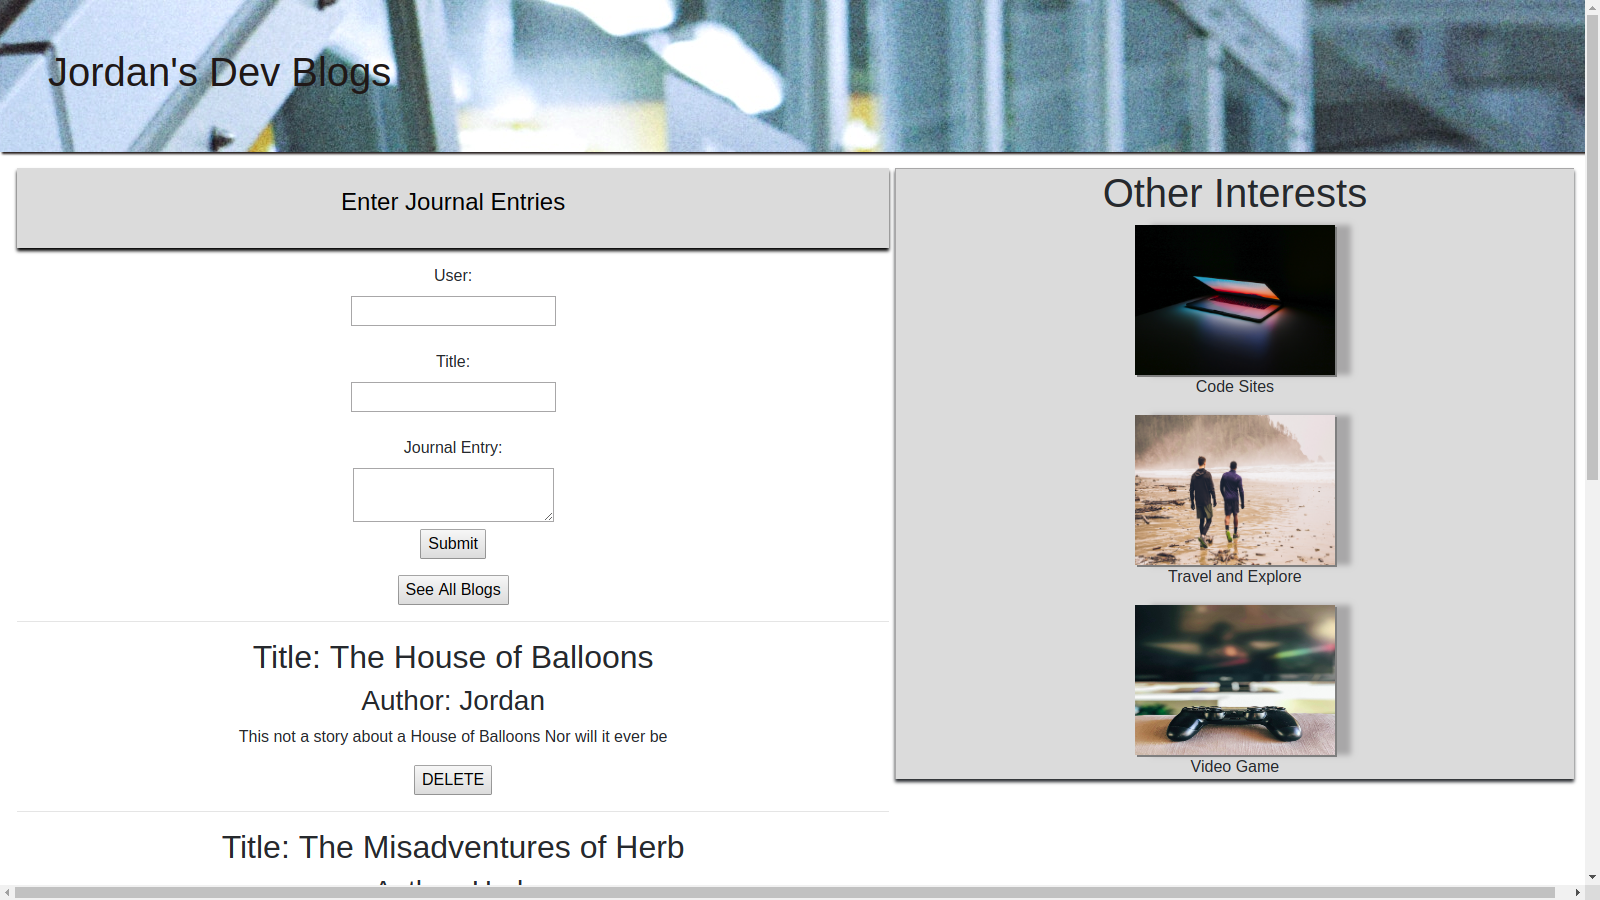 Jordan's Dev Blogs
Enter Journal Entries
User:
Title:
Journal Entry:
Submit
See All Blogs
Title: The House of Balloons
Author: Jordan
This not a story about a House of Balloons Nor will it ever be
DELETE
Title: The Misadventures of Herb
Other Interests
Code Sites
Travel and Explore
Video Game